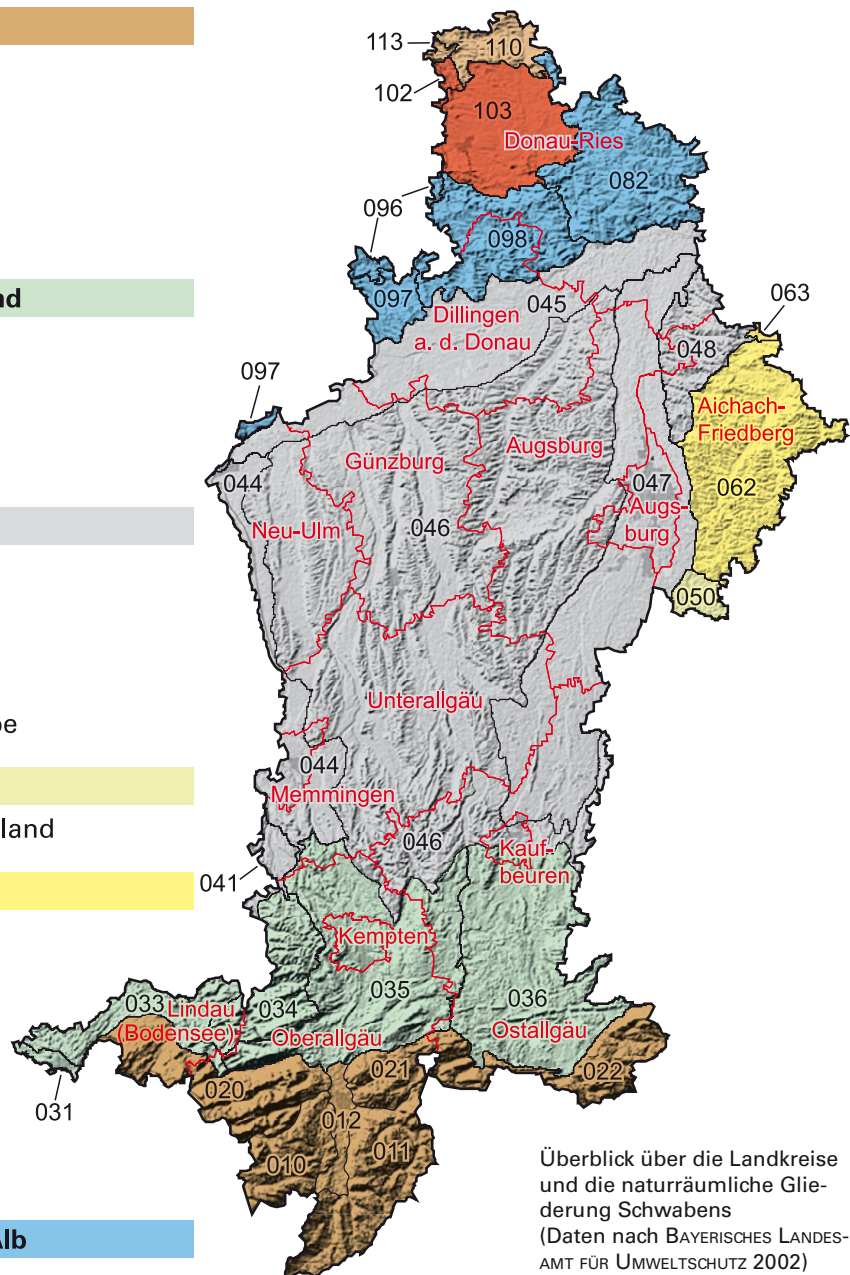 nd
be
land
Alb
113
110
102
103
Donau-Ries
082
096
098
097
045
Dillingen
a. d. Donau
063
048
097
Aichach-
Friedberg
Augsburg
Günzburg
044
047
062
Neu-Ulm
046
Augs-
burg
050
Unterallgäu
044
Memmingen
046
Kauf-
beuren
041
Kempten
033
Lindau
(Bodensee)
034
035
036
Oberallgäu
Ostallgäu
031
020
021
022
012
010
011
Überblick über die Landkreise
und die naturräumliche Glie-
derung Schwabens
(Daten nach BAYERISCHES LANDES-
AMT FÜR UMWELTSCHUTZ 2002)